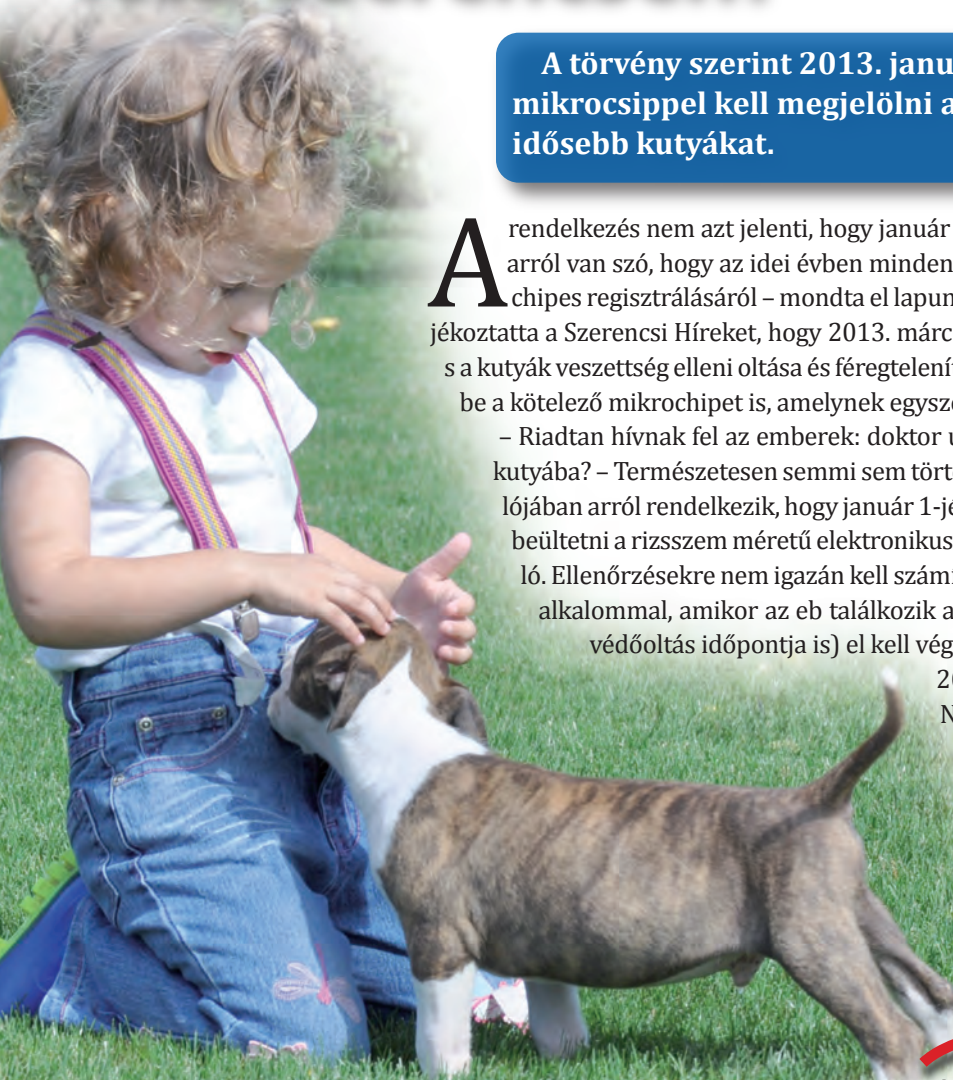 A törvény szerint 2013. janu
mikrocsippel kell megjelölni a
idősebb kutyákat.
A rendelkezés nem azt jelenti, hogy január
arról van szó, hogy az idei évben minden
chipes regisztrálásáról – mondta el lapun
jékoztatta a Szerencsi Híreket, hogy 2013. márc
s a kutyák veszettség elleni oltása és féregtelenít
be a kötelező mikrochipet is, amelynek egysze
– Riadtan hívnak fel az emberek: doktor u
kutyába? – Természetesen semmi sem tört
lójában arról rendelkezik, hogy január 1-jé
beültetni a rizsszem méretű elektronikus
ló. Ellenőrzésekre nem igazán kell számí
alkalommal, amikor az eb találkozik a
védőoltás időpontja is) el kell vég
2
N